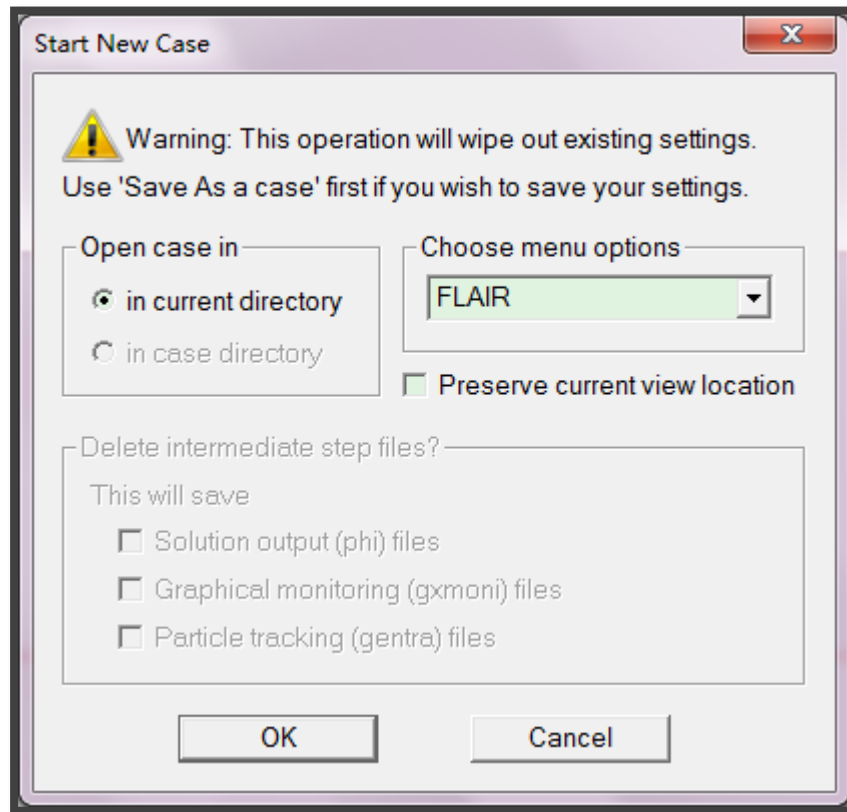 Start New Case
Warning: This operation will wipe out existing settings.
Use 'Save As a case' first if you wish to save your settings.
Open case in
in current directory
in case directory
Choose menu options
FLAIR
Preserve current view location
Delete intermediate step files?
This will save
Solution output (phi) files
Graphical monitoring (gxmoni) files
Particle tracking (gentra) files
OK
Cancel